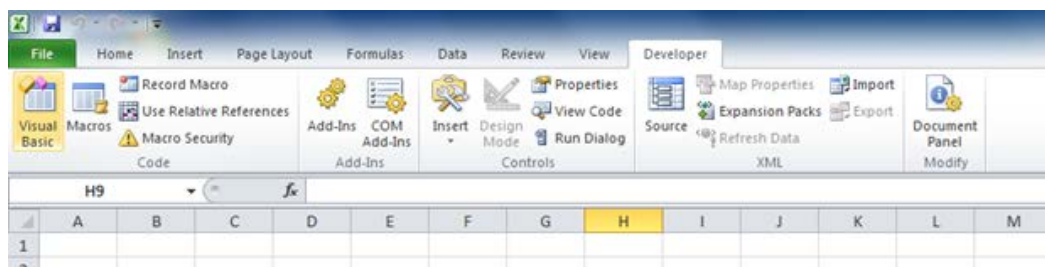 File Home Insert Page Layout Formulas Data Review View Developer
Visual Basic
Macros
Record Macro
Use Relative References
Macro Security
Code
Add-Ins
COM Add-Ins
Add-Ins
Insert
Design Mode
Properties
View Code
Run Dialog
Controls
Source
Map Properties
Expansion Packs
Refresh Data
Import
Export
XML
Document Panel
Modify
H9 fx
A B C D E F G H I J K L M
1